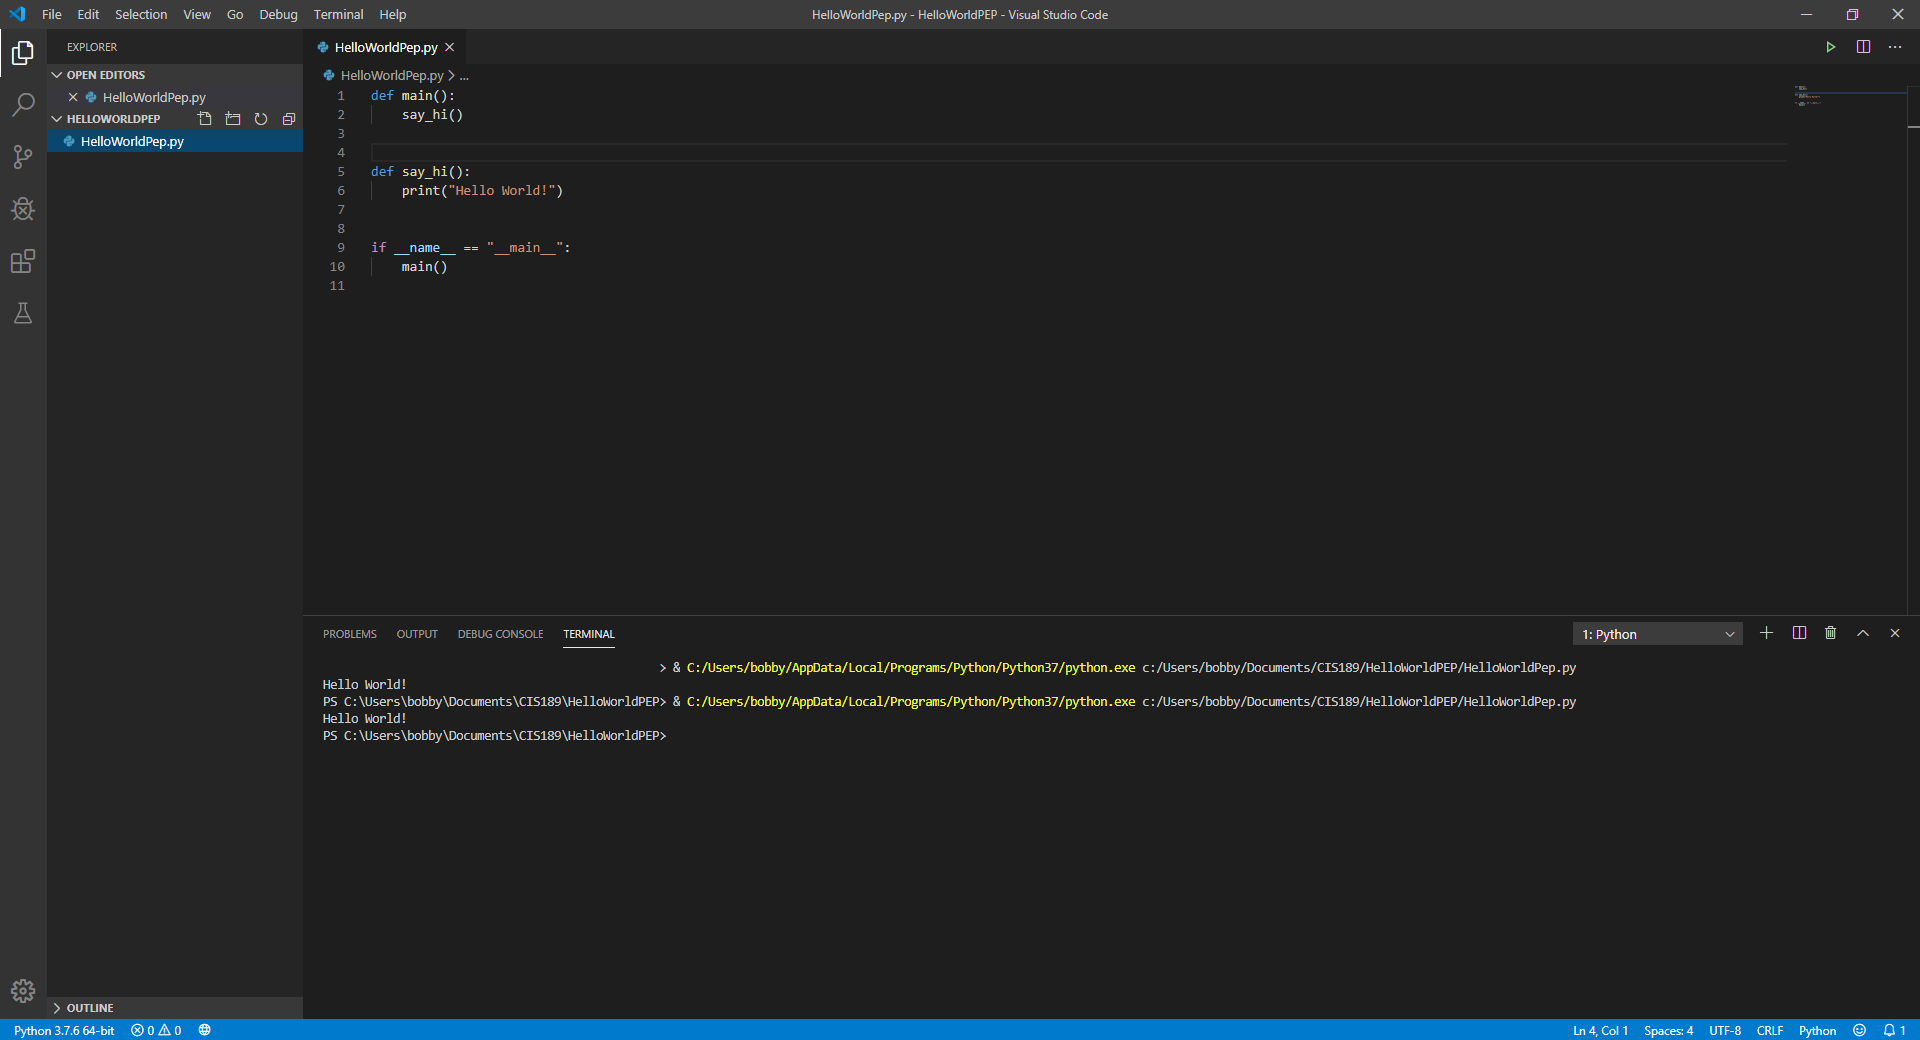 File Edit Selection View Go Debug Terminal Help HelloWorldPep.py - HelloWorldPEP - Visual Studio Code
EXPLORER
OPEN EDITORS
HelloWorldPep.py
HELLOWORLDPEP
HelloWorldPep.py
OUTLINE
HelloWorldPep.py
HelloWorldPep.py > ...
1 def main():
2     say_hi()
3
4
5 def say_hi():
6     print("Hello World!")
7
8
9 if __name__ == "__main__":
10     main()
11
PROBLEMS OUTPUT DEBUG CONSOLE TERMINAL 1: Python
> & C:/Users/bobby/AppData/Local/Programs/Python/Python37/python.exe c:/Users/bobby/Documents/CIS189/HelloWorldPEP/HelloWorldPep.py
Hello World!
PS C:\Users\bobby\Documents\CIS189\HelloWorldPEP> & C:/Users/bobby/AppData/Local/Programs/Python/Python37/python.exe c:/Users/bobby/Documents/CIS189/HelloWorldPEP/HelloWorldPep.py
Hello World!
PS C:\Users\bobby\Documents\CIS189\HelloWorldPEP>
Python 3.7.6 64-bit 0 0 Ln 4, Col 1 Spaces: 4 UTF-8 CRLF Python 1